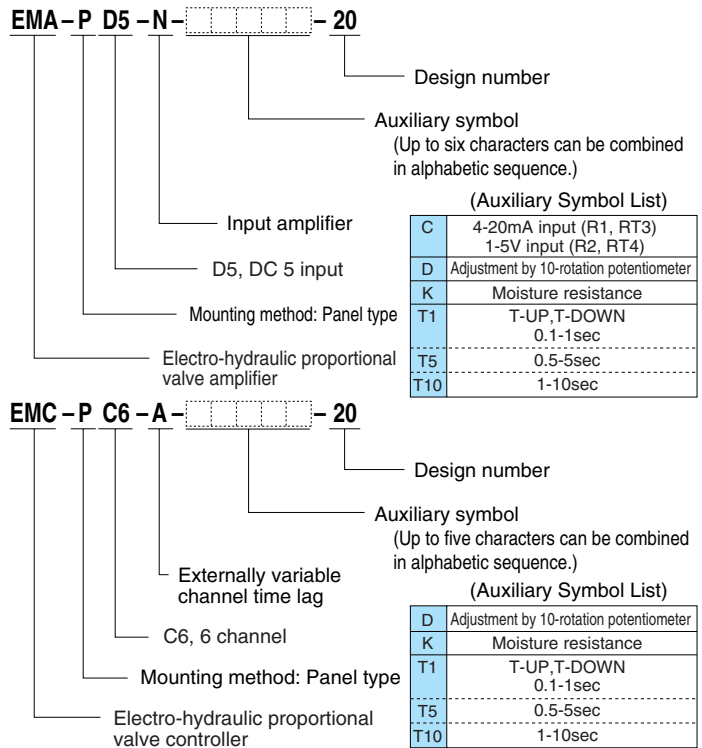 EMA – P D5 – N – – 20
Design number
Auxiliary symbol
(Up to six characters can be combined
in alphabetic sequence.)
(Auxiliary Symbol List)
Input amplifier
D5, DC 5 input
Mounting method: Panel type
Electro-hydraulic proportional
valve amplifier
C 4-20mA input (R1, RT3)
1-5V input (R2, RT4)
D Adjustment by 10-rotation potentiometer
K Moisture resistance
T1 T-UP,T-DOWN
0.1-1sec
T5 0.5-5sec
T10 1-10sec
EMC – P C6 – A – – 20
Design number
Auxiliary symbol
(Up to five characters can be combined
in alphabetic sequence.)
(Auxiliary Symbol List)
Externally variable
channel time lag
C6, 6 channel
Mounting method: Panel type
Electro-hydraulic proportional
valve controller
D Adjustment by 10-rotation potentiometer
K Moisture resistance
T1 T-UP,T-DOWN
0.1-1sec
T5 0.5-5sec
T10 1-10sec